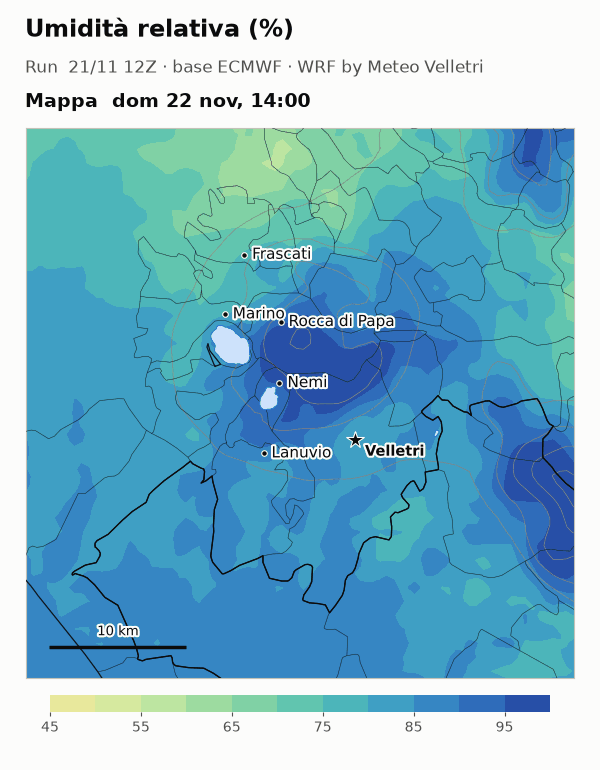 Umidità relativa (%)
Run  21/11 12Z · base ECMWF · WRF by Meteo Velletri
Mappa  dom 22 nov, 14:00
Frascati
Marino
Rocca di Papa
Nemi
Velletri
Lanuvio
10 km
45 55 65 75 85 95